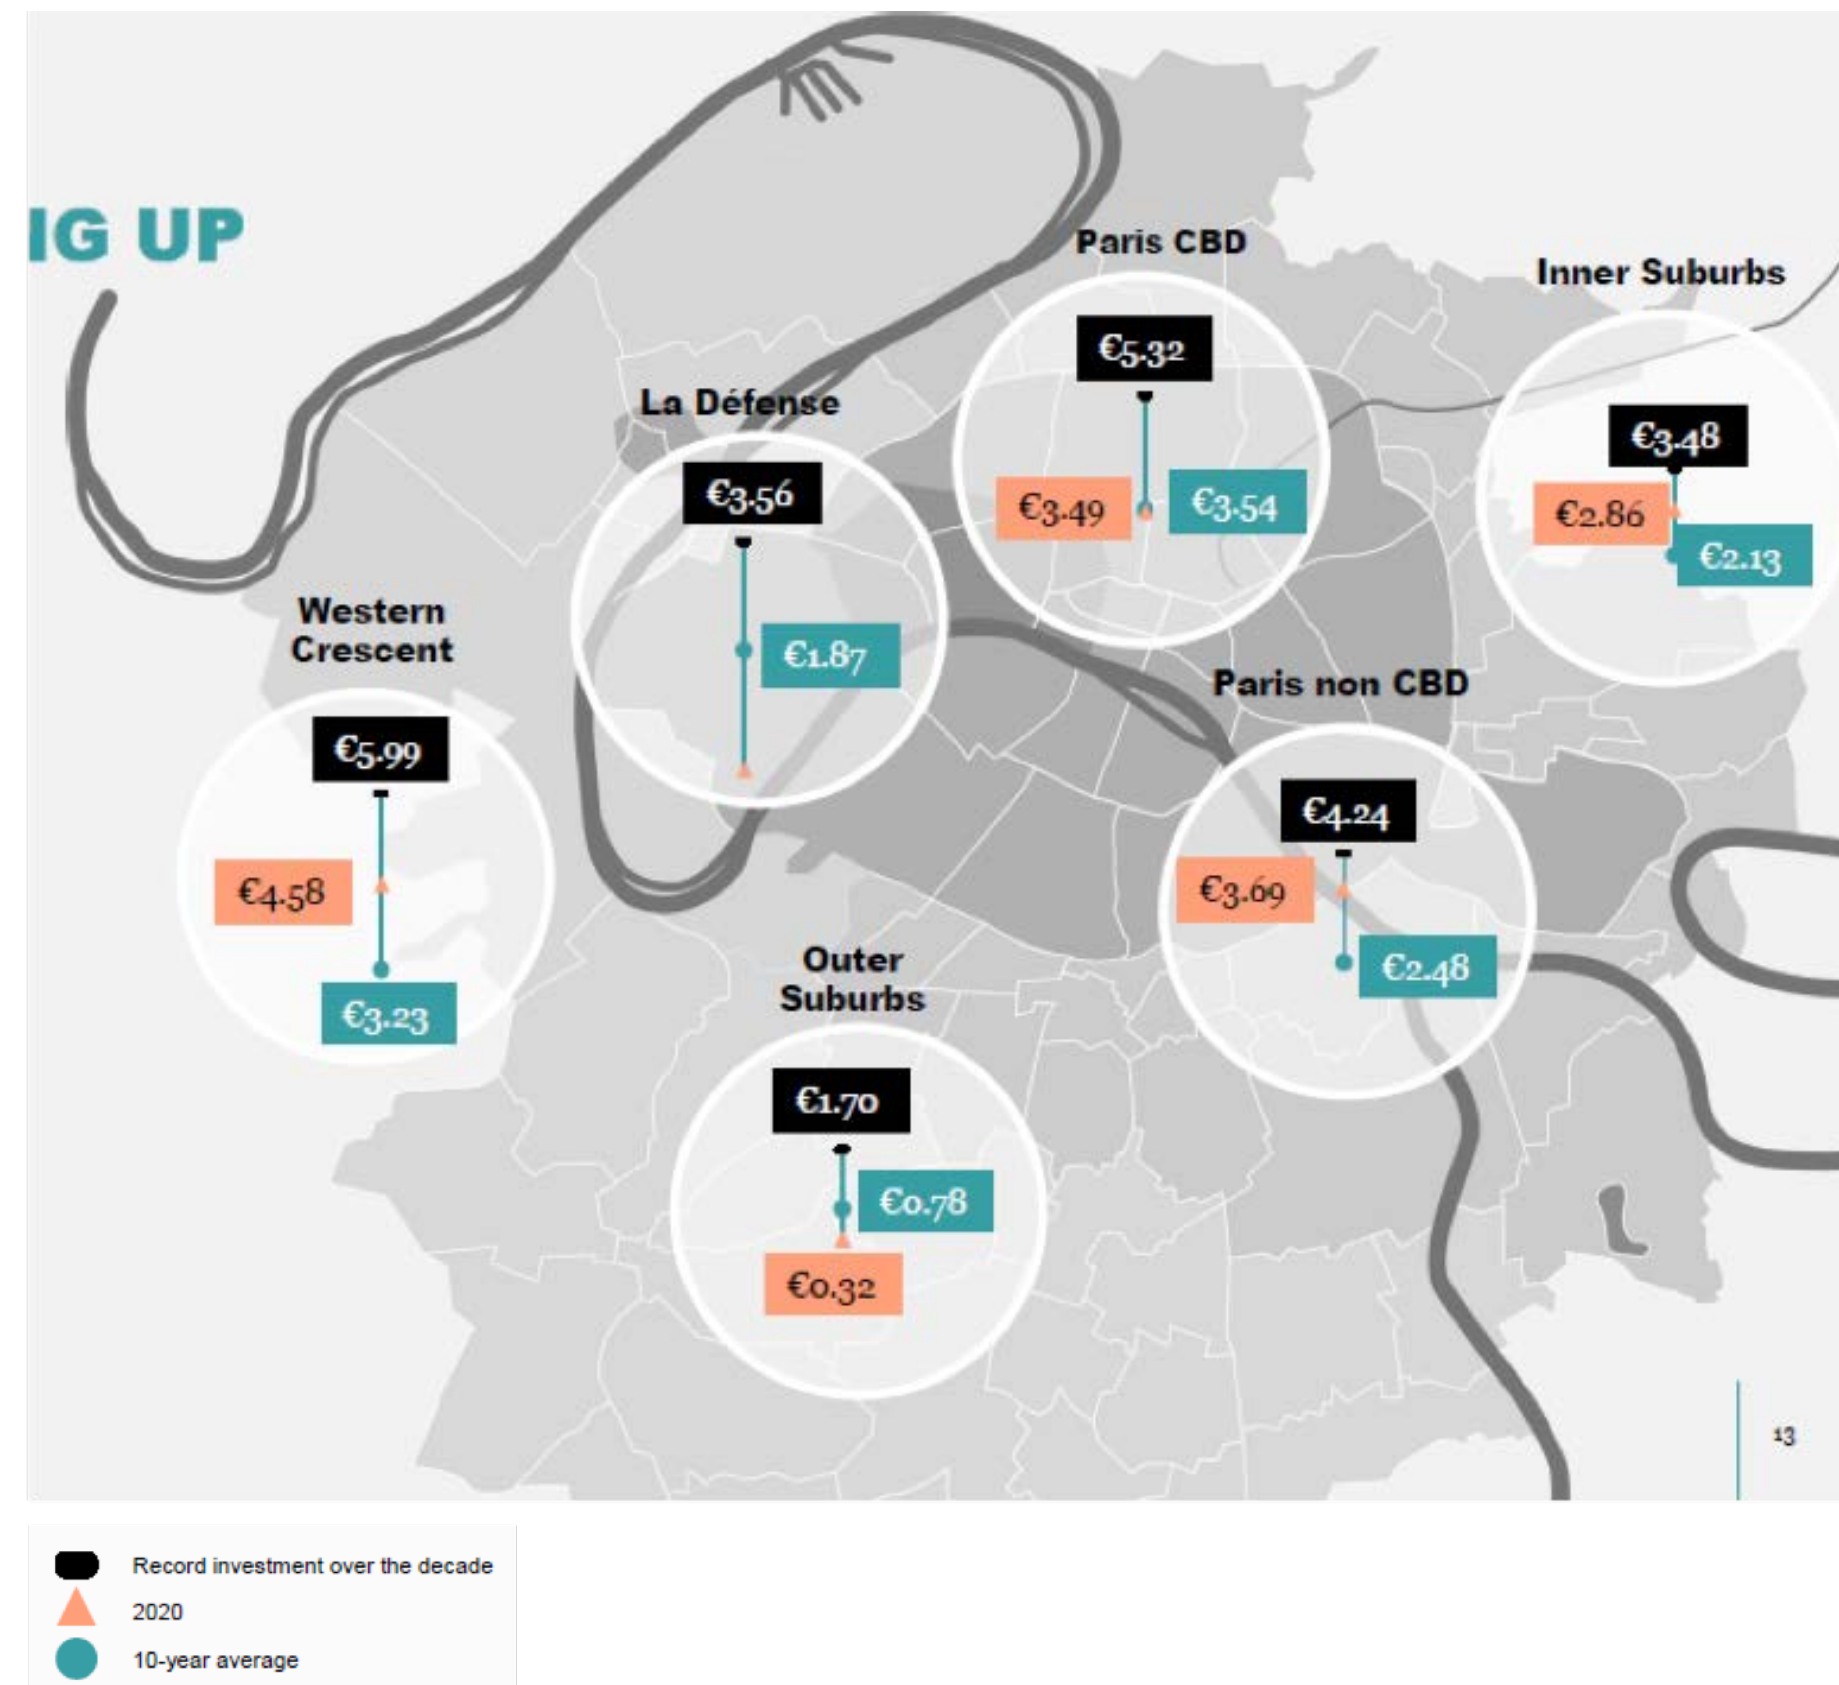 IG UP
Paris CBD
€5.32
€3.49
€3.54
Inner Suburbs
€3.48
€2.86
€2.13
La Défense
€3.56
€1.87
Western
Crescent
€5.99
€4.58
€3.23
Paris non CBD
€4.24
€3.69
€2.48
Outer
Suburbs
€1.70
€0.78
€0.32
13
Record investment over the decade
2020
10-year average